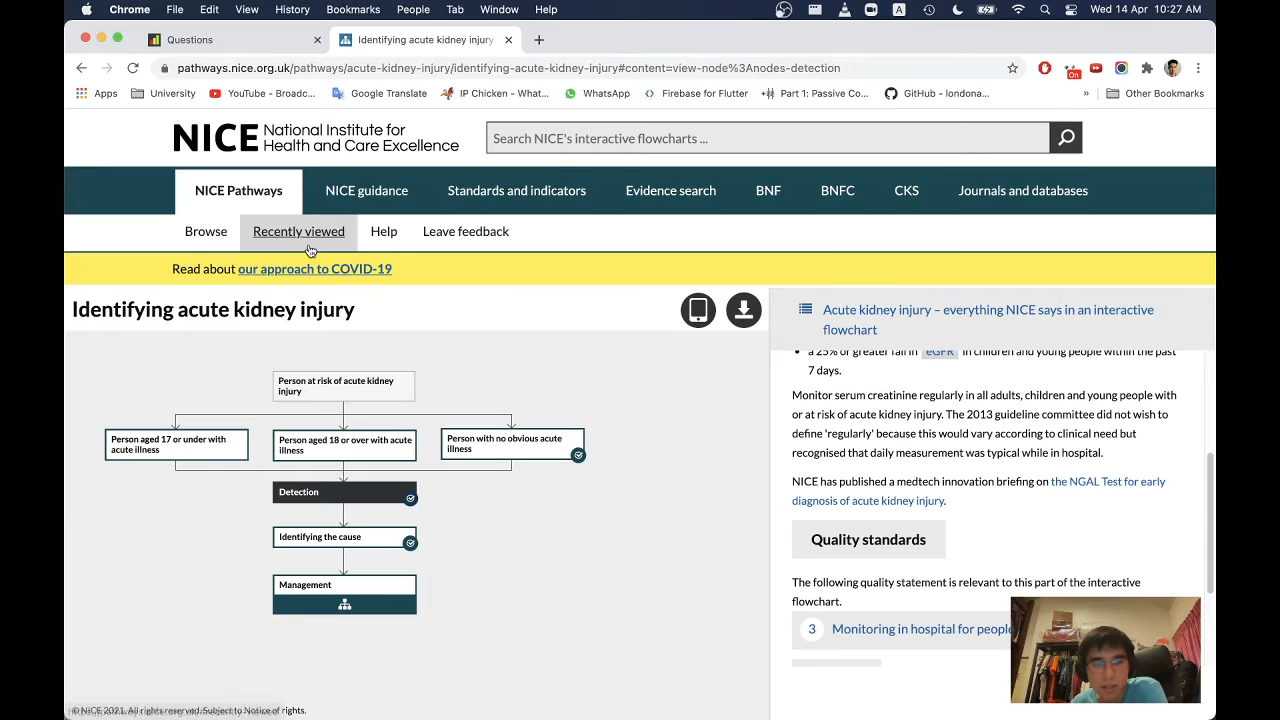 Chrome File Edit View History Bookmarks People Tab Window Help
Wed 14 Apr 10:27 AM
Questions
Identifying acute kidney injury
pathways.nice.org.uk/pathways/acute-kidney-injury/identifying-acute-kidney-injury#content=view-node%3Anodes-detection
On
Apps University YouTube – Broadc... Google Translate IP Chicken - What... WhatsApp Firebase for Flutter Part 1: Passive Co... GitHub – londona... » Other Bookmarks
NICE National Institute for
Health and Care Excellence
Search NICE's interactive flowcharts ...
NICE Pathways NICE guidance Standards and indicators Evidence search BNF BNFC CKS Journals and databases
Browse Recently viewed Help Leave feedback
Read about our approach to COVID-19
Identifying acute kidney injury
Person at risk of acute kidney
injury
Person aged 17 or under with
acute illness
Person aged 18 or over with acute
illness
Person with no obvious acute
illness
Detection
Identifying the cause
Management
Acute kidney injury – everything NICE says in an interactive
flowchart
a 25% or greater fall in eGFR in children and young people within the past
7 days.
Monitor serum creatinine regularly in all adults, children and young people with
or at risk of acute kidney injury. The 2013 guideline committee did not wish to
define 'regularly' because this would vary according to clinical need but
recognised that daily measurement was typical while in hospital.
NICE has published a medtech innovation briefing on the NGAL Test for early
diagnosis of acute kidney injury.
Quality standards
The following quality statement is relevant to this part of the interactive
flowchart.
3 Monitoring in hospital for people
© NICE 2021. All rights reserved. Subject to Notice of rights.